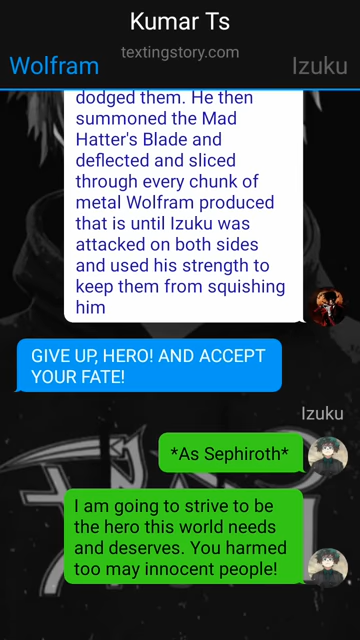 Kumar Ts
textingstory.com
Wolfram
Izuku
dodged them. He then
summoned the Mad
Hatter's Blade and
deflected and sliced
through every chunk of
metal Wolfram produced
that is until Izuku was
attacked on both sides
and used his strength to
keep them from squishing
him
GIVE UP, HERO! AND ACCEPT
YOUR FATE!
Izuku
*As Sephiroth*
I am going to strive to be
the hero this world needs
and deserves. You harmed
too may innocent people!